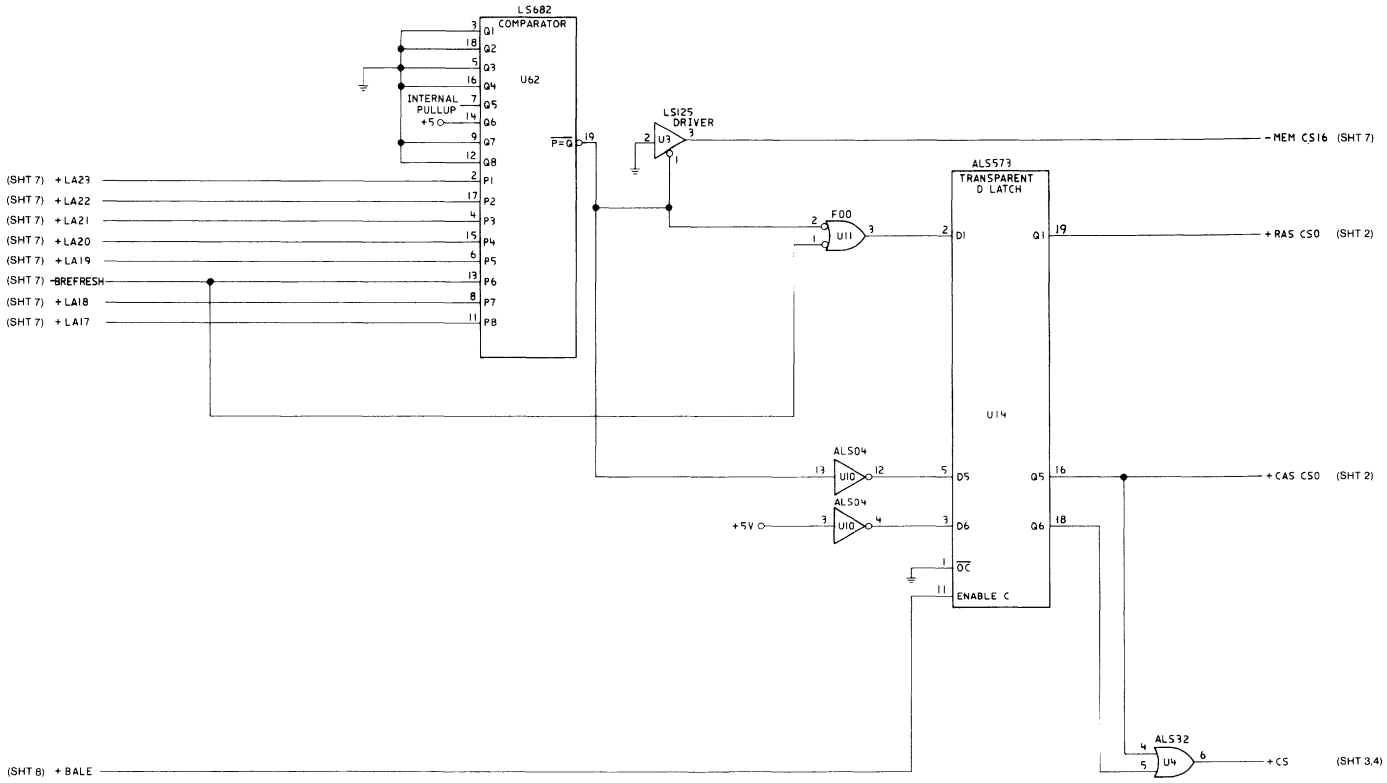 LS682
COMPARATOR
3 Q1
18 Q2
5 Q3
16 Q4
U62
INTERNAL
PULLUP
7 Q5
+5 14 Q6
9 Q7
12 Q8
P=Q 19
LS125
DRIVER
2 U3 3
1
-MEM CS16 (SHT 7)
(SHT 7) +LA23 2 P1
(SHT 7) +LA22 17 P2
(SHT 7) +LA21 4 P3
(SHT 7) +LA20 15 P4
(SHT 7) +LA19 6 P5
(SHT 7) -BREFRESH 13 P6
(SHT 7) +LA18 8 P7
(SHT 7) +LA17 11 P8
F00
2
1 U11 3
ALS573
TRANSPARENT
D LATCH
2 D1 Q1 19 +RAS CS0 (SHT 2)
U14
ALS04
13 U10 12 5 D5 Q5 16 +CAS CS0 (SHT 2)
ALS04
+5V 3 U10 4 3 D6 Q6 18
1 OC
11 ENABLE C
ALS32
4
5 U4 6 +CS (SHT 3,4)
(SHT 8) +BALE